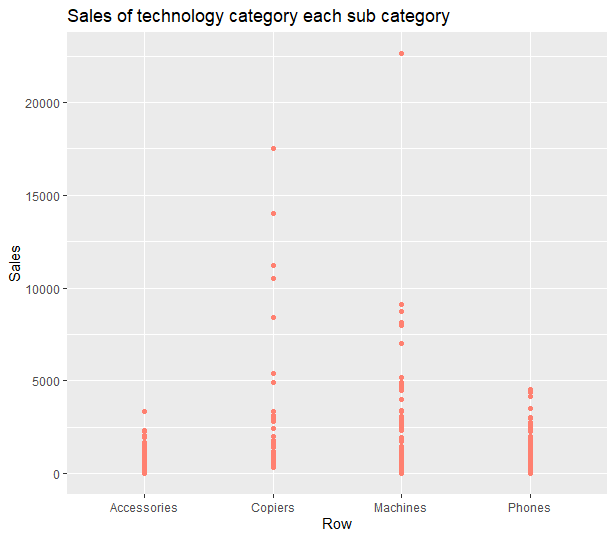 Sales of technology category each sub category
20000
15000
10000
5000
0
Sales
Accessories Copiers Machines Phones
Row